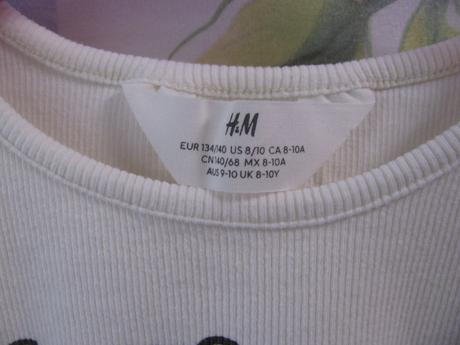 H&M
EUR 134/140 US 8/10 CA 8-10A
CN 140/68 MX 8-10A
AUS 9-10 UK 8-10Y